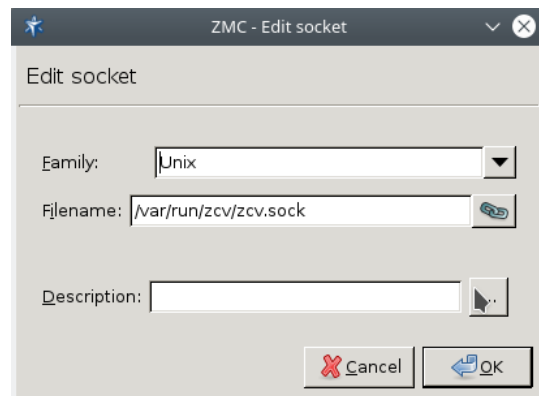 ZMC - Edit socket
Edit socket
Family: Unix
Filename: /var/run/zcv/zcv.sock
Description: ..
Cancel OK